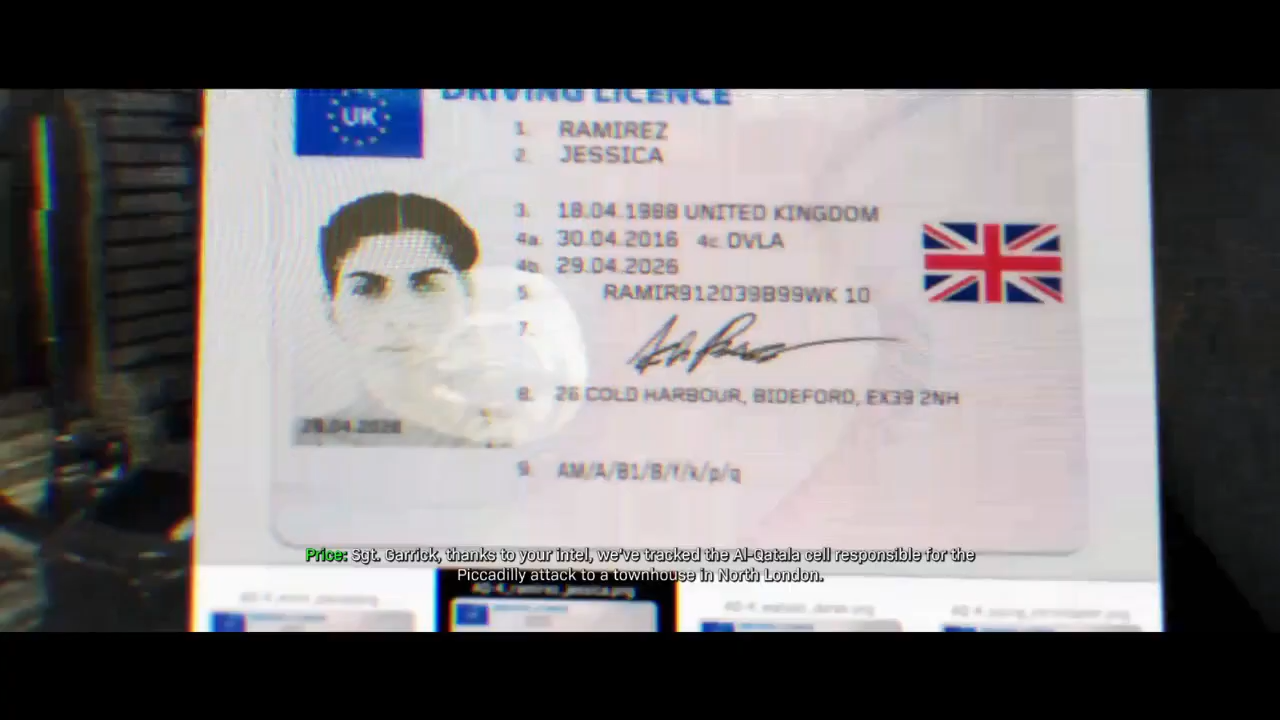 DRIVING LICENCE
UK
1. RAMIREZ
2. JESSICA
3. 18.04.1988 UNITED KINGDOM
4a. 30.04.2016 4c DVLA
4b. 29.04.2026
5. RAMIR912039B99WK 10
7.
8. 26 COLD HARBOUR, BIDEFORD, EX39 2NH
29.04.2026
9. AM/A/B1/B/f/k/p/q
Price: Sgt. Garrick, thanks to your intel, we've tracked the Al-Qatala cell responsible for the
Piccadilly attack to a townhouse in North London.